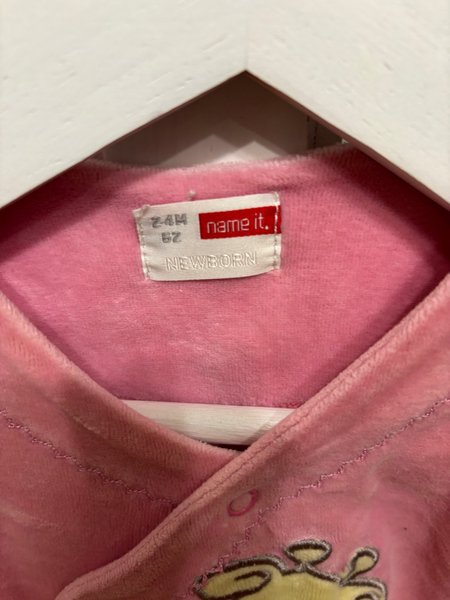 2-4M
62
name it.
NEWBORN